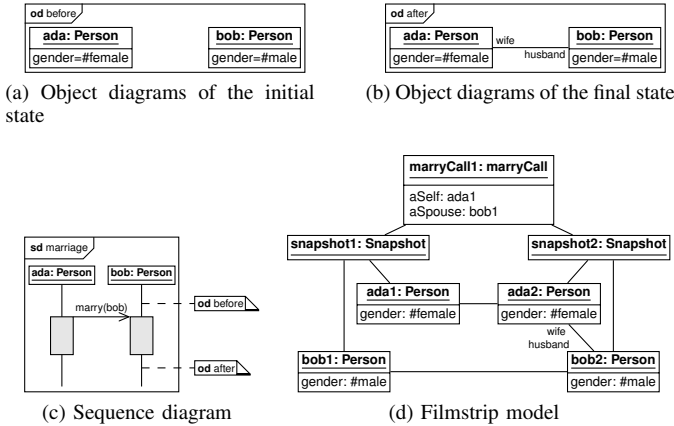 od before
ada: Person
gender=#female
bob: Person
gender=#male
(a) Object diagrams of the initial
state
od after
ada: Person
gender=#female
wife
husband
bob: Person
gender=#male
(b) Object diagrams of the final state
sd marriage
ada: Person
bob: Person
od before
marry(bob)
od after
(c) Sequence diagram
marryCall1: marryCall
aSelf: ada1
aSpouse: bob1
snapshot1: Snapshot
snapshot2: Snapshot
ada1: Person
gender: #female
ada2: Person
gender: #female
wife
husband
bob1: Person
gender: #male
bob2: Person
gender: #male
(d) Filmstrip model